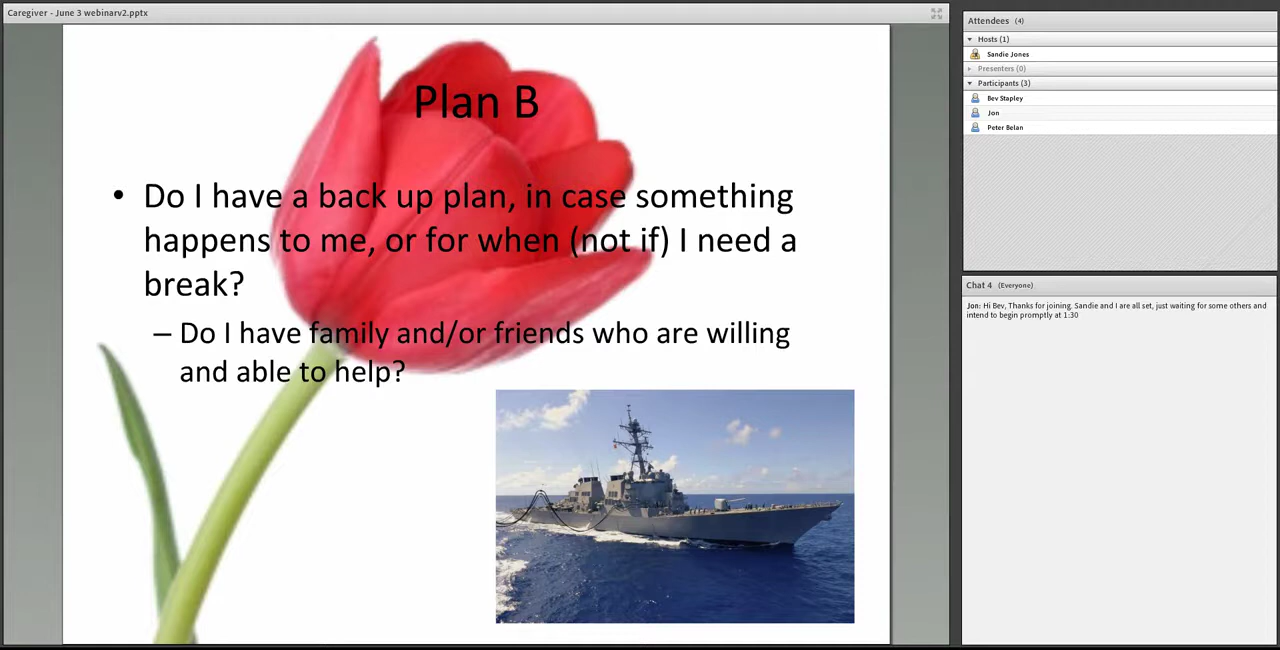 Caregiver - June 3 webinarv2.pptx
Plan B
• Do I have a back up plan, in case something
happens to me, or for when (not if) I need a
break?
– Do I have family and/or friends who are willing
and able to help?
Attendees (4)
Hosts (1)
Sandie Jones
Presenters (0)
Participants (3)
Bev Stapley
Jon
Peter Belan
Chat 4 (Everyone)
Jon: Hi Bev, Thanks for joining. Sandie and I are all set, just waiting for some others and
intend to begin promptly at 1:30